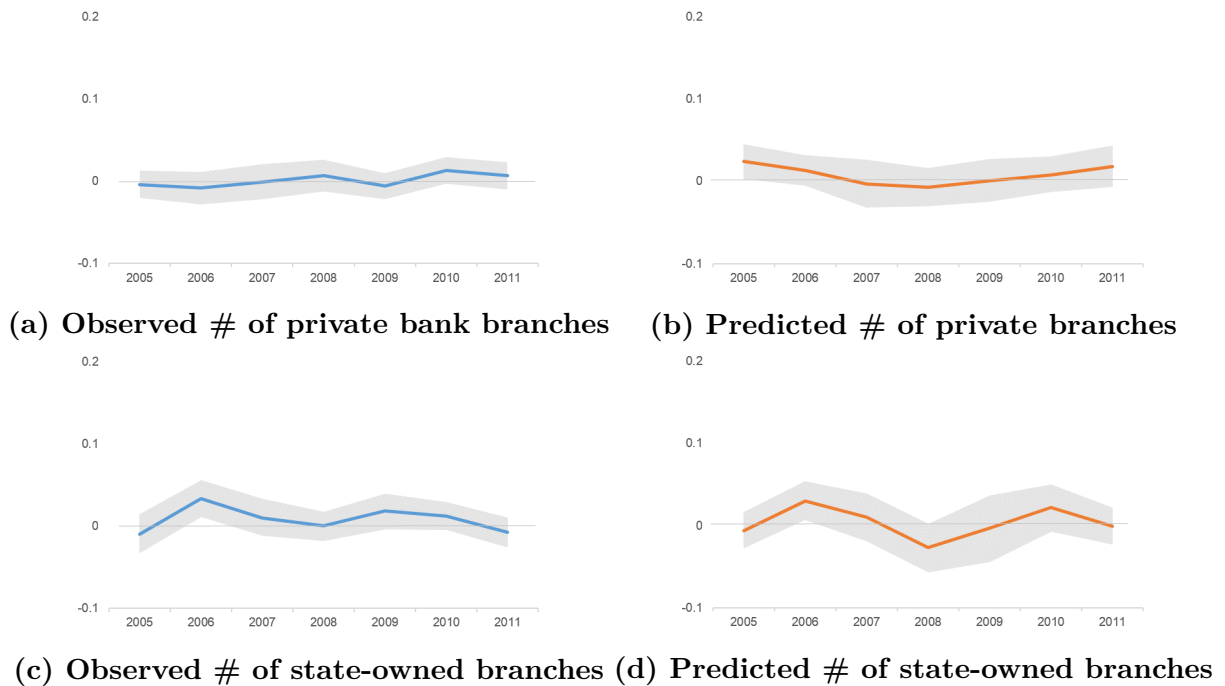 0.2
0.1
0
-0.1
2005 2006 2007 2008 2009 2010 2011
(a) Observed # of private bank branches
0.2
0.1
0
-0.1
2005 2006 2007 2008 2009 2010 2011
(b) Predicted # of private branches
0.2
0.1
0
-0.1
2005 2006 2007 2008 2009 2010 2011
(c) Observed # of state-owned branches
0.2
0.1
0
-0.1
2005 2006 2007 2008 2009 2010 2011
(d) Predicted # of state-owned branches